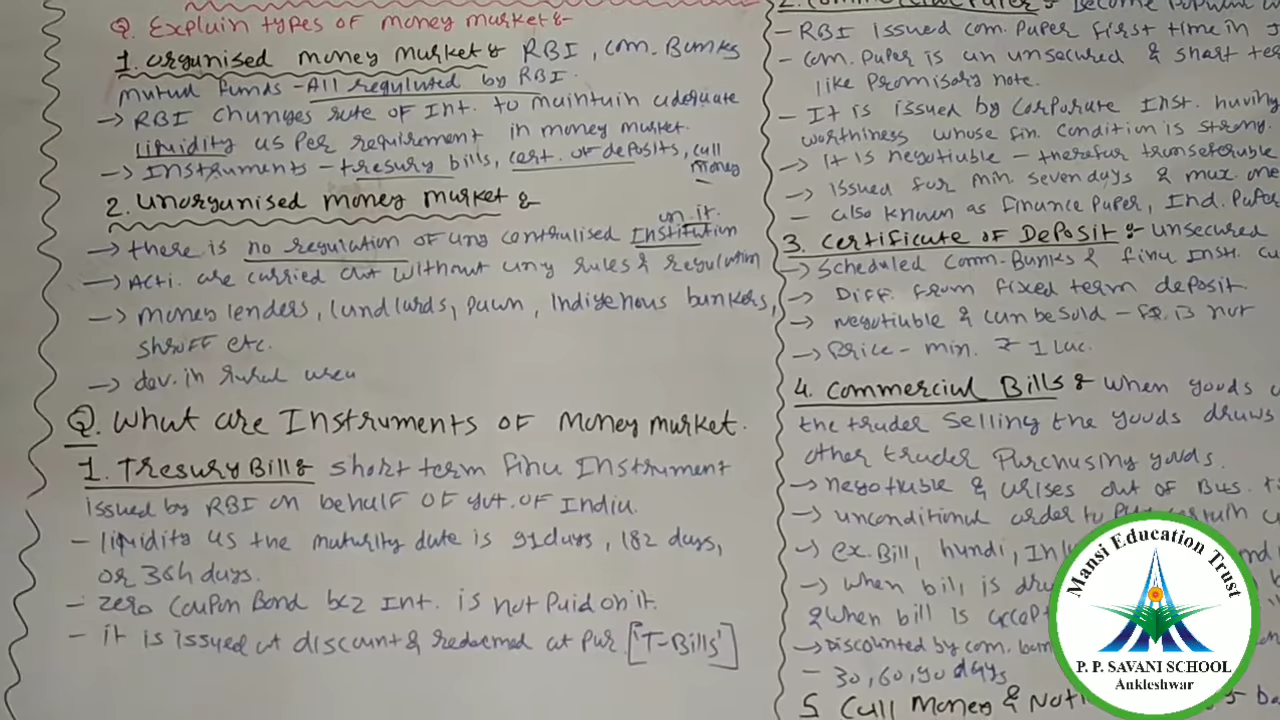 Q. Explain types of money market :-
1. organised money market : RBI, com. Banks
mutual funds - All regulated by RBI.
→ RBI changes rate of Int. to maintain adequate
liquidity as per requirement in money market.
→ Instruments - tresury bills, cert. of deposits, call
money
2. unorganised money market :-
→ there is no regulation of any centralised Institution
on it.
→ Acti. are carried out without any rules & regulation
→ money lenders, landlords, pawn, Indigenous bankers,
shroff etc.
→ dev. in rural area
Q. What are Instruments of Money market.
1. Tresury Bill : short term fina Instrument
issued by RBI on behalf of gvt. of India.
- liquidity as the maturity date is 91 days, 182 days,
or 364 days.
- zero coupon Bond bcz Int. is not paid on it.
- it is issued at discount & redeemed at par. ['T-Bills']
- RBI issued com. paper first time in
- com. paper is an unsecured & short
like promisory note.
- It is issued by corporate Inst. having
worthiness whose fin. condition is strong.
→ it is negotiable - therefor transferable
→ issued for min. seven days & max. one
- also known as finance paper, Ind. paper
3. Certificate of Deposit : unsecured
→ scheduled comm. Banks & fina Inst.
→ Diff. from fixed term deposit.
→ negotiable & can be sold - is not
→ Price - min. ₹ 1 lac.
4. Commercial Bills : when goods
the trader selling the goods draws
other trader purchasing goods.
→ negotiable & arises out of Bus.
→ unconditional order to
→ ex. Bill, hundi,
→ when bill is
& when bill is
→ Discounted by com.
- 30, 60, 90 days
5 Call Money &
Mansi Education Trust
P. P. SAVANI SCHOOL
Ankleshwar